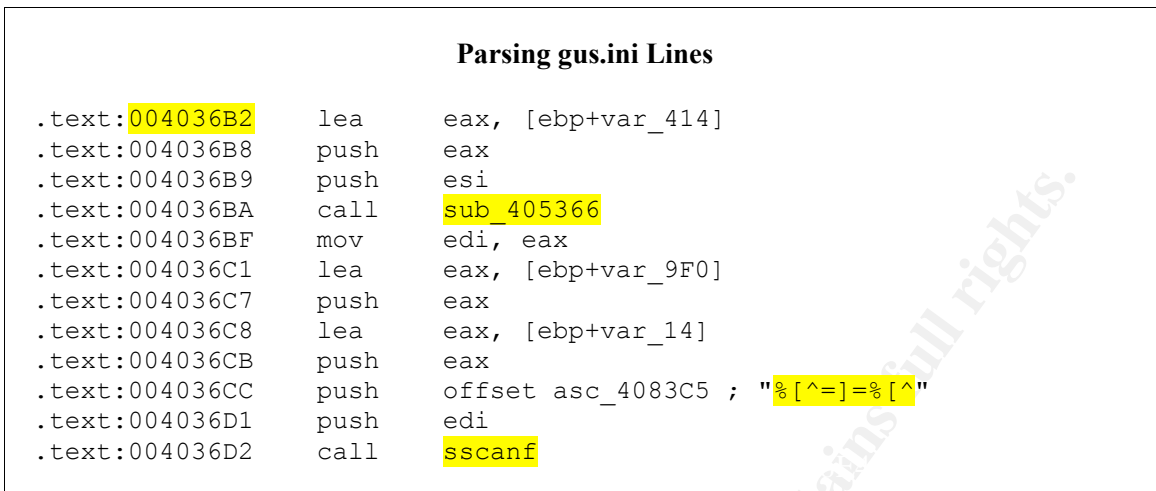 Parsing gus.ini Lines
.text:004036B2 lea eax, [ebp+var_414]
.text:004036B8 push eax
.text:004036B9 push esi
.text:004036BA call sub_405366
.text:004036BF mov edi, eax
.text:004036C1 lea eax, [ebp+var_9F0]
.text:004036C7 push eax
.text:004036C8 lea eax, [ebp+var_14]
.text:004036CB push eax
.text:004036CC push offset asc_4083C5 ; "%[^=]=%[^"
.text:004036D1 push edi
.text:004036D2 call sscanf
full rights.